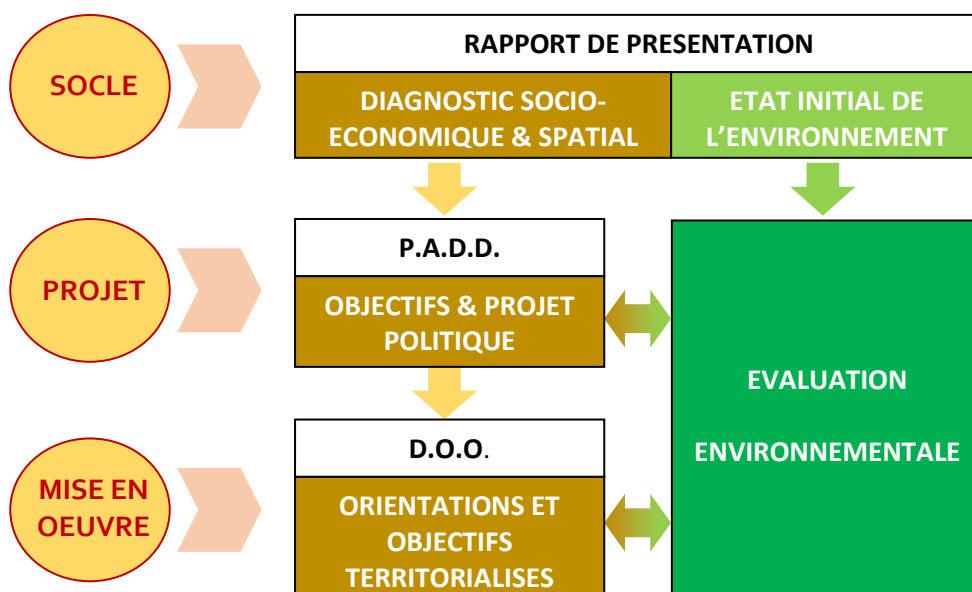 SOCLE
RAPPORT DE PRESENTATION
DIAGNOSTIC SOCIO-
ECONOMIQUE & SPATIAL
ETAT INITIAL DE
L’ENVIRONNEMENT
PROJET
P.A.D.D.
OBJECTIFS & PROJET
POLITIQUE
EVALUATION
ENVIRONNEMENTALE
MISE EN
OEUVRE
D.O.O.
ORIENTATIONS ET
OBJECTIFS
TERRITORIALISES